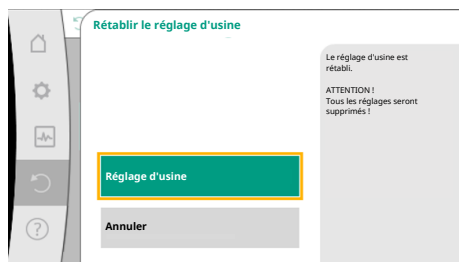 Rétablir le réglage d'usine
Le réglage d'usine est
rétabli.
ATTENTION !
Tous les réglages seront
supprimés !
Réglage d'usine
Annuler
?